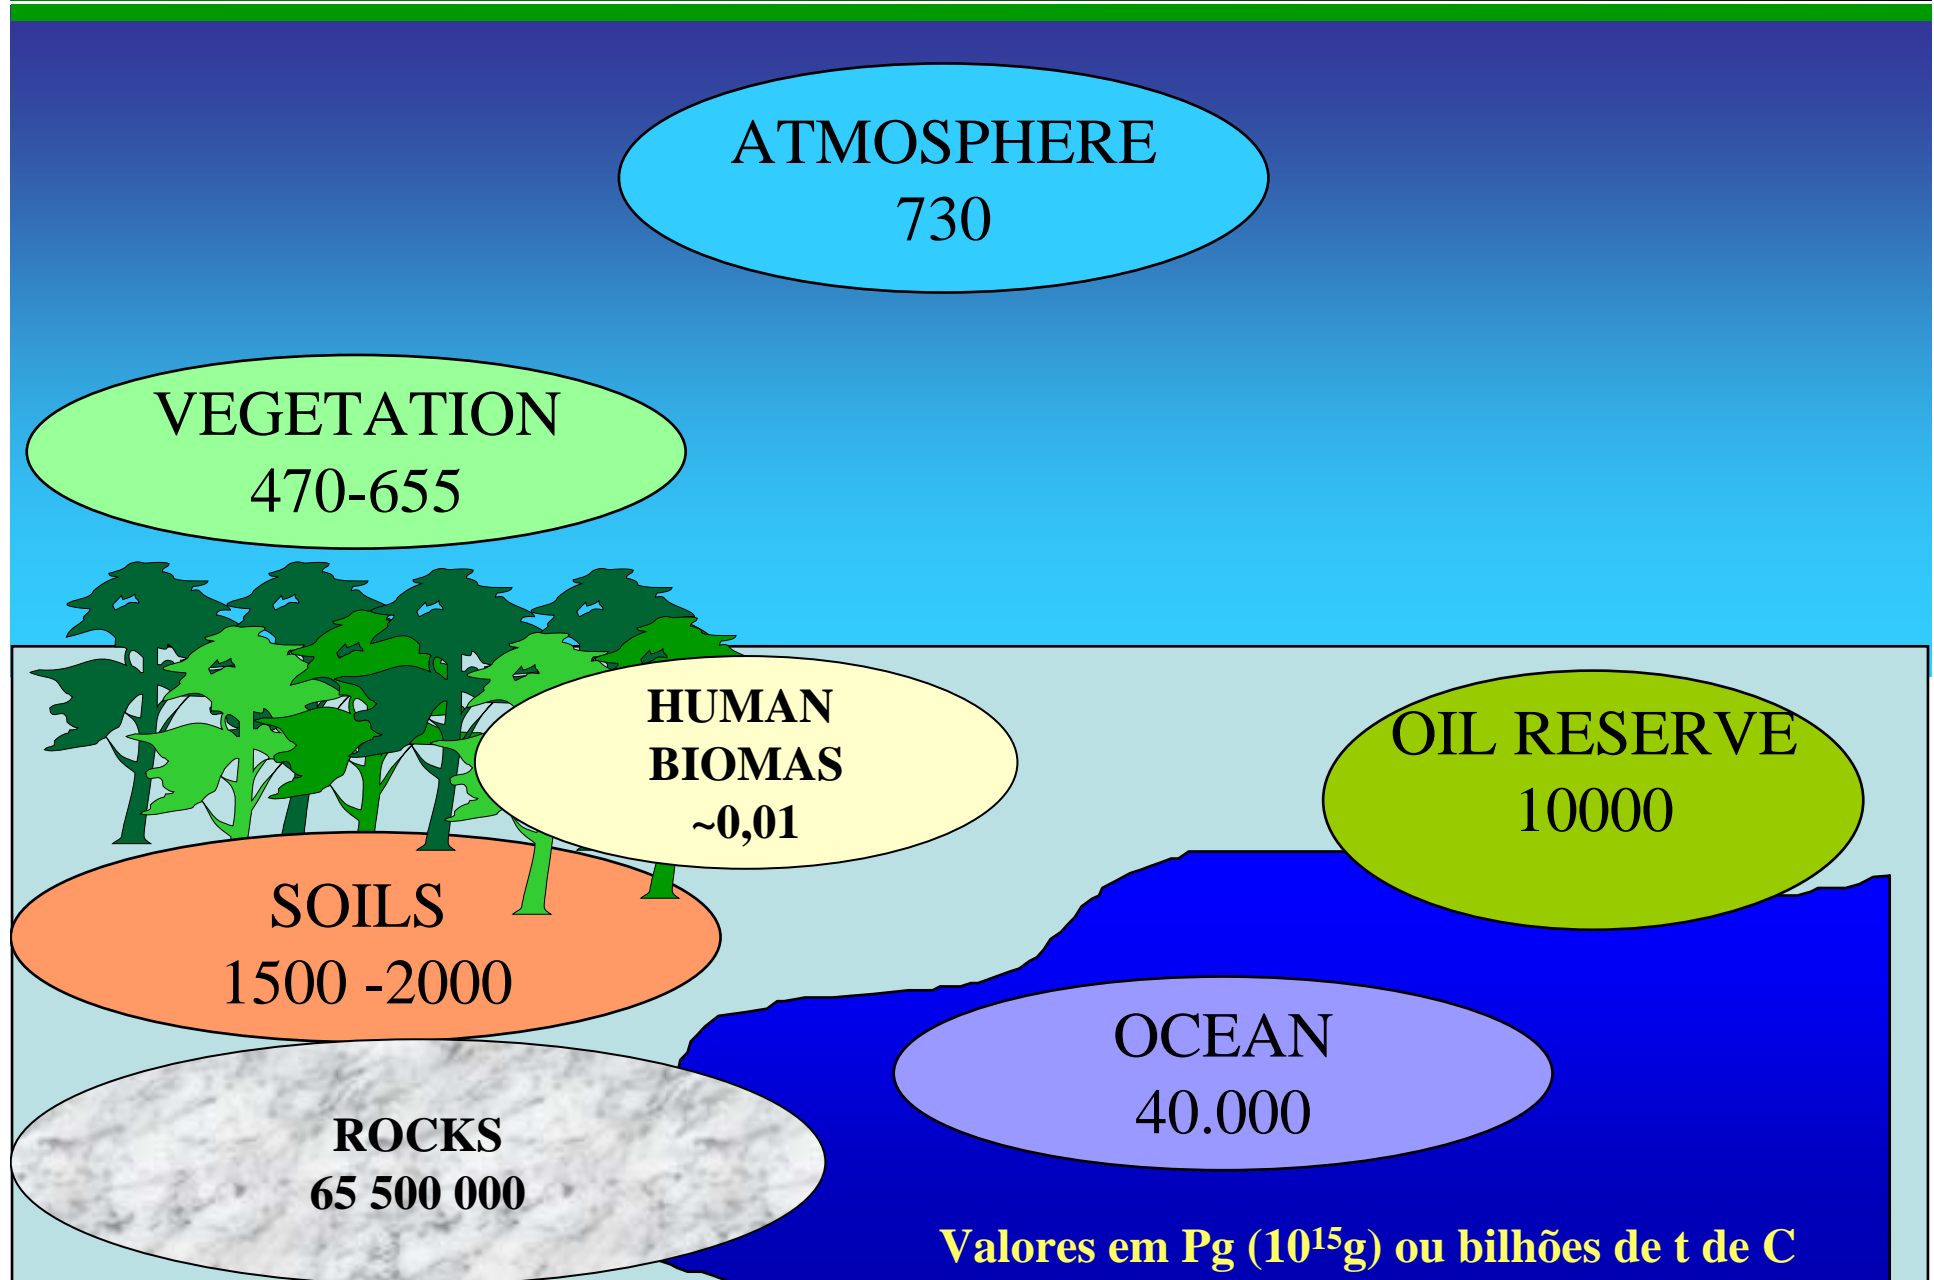 ATMOSPHERE
730
VEGETATION
470-655
HUMAN
BIOMAS
~0,01
OIL RESERVE
10000
SOILS
1500 -2000
OCEAN
40.000
ROCKS
65 500 000
Valores em Pg (10¹⁵g) ou bilhões de t de C